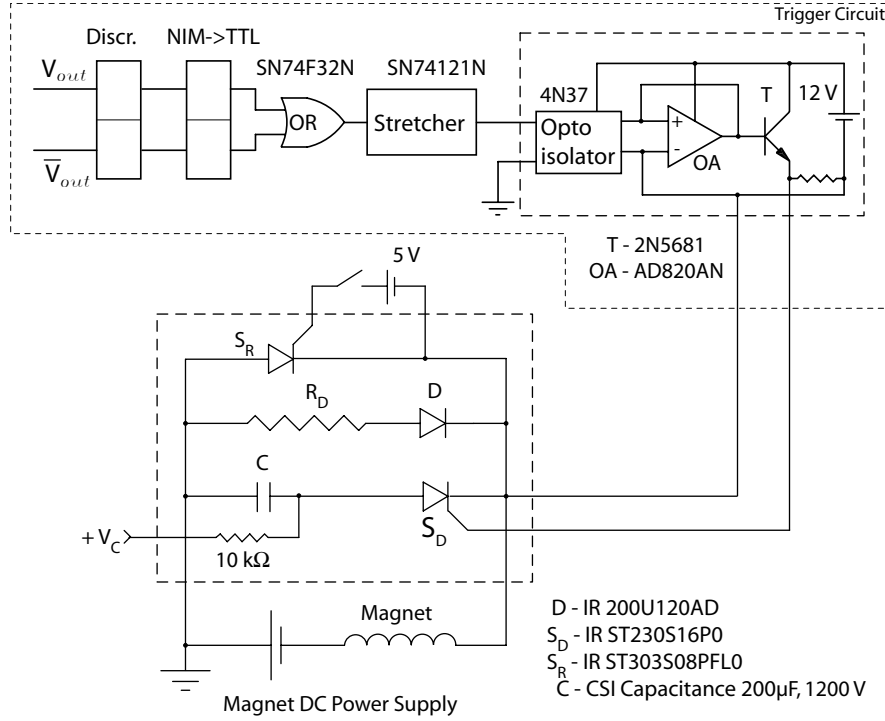 Trigger Circuit
Discr. NIM->TTL
V_out
SN74F32N
SN74121N
4N37
T
12 V
OR
Stretcher
Opto
isolator
+
-
OA
V̅_out
T - 2N5681
OA - AD820AN
5 V
S_R
R_D
D
C
S_D
+ V_C
10 kΩ
Magnet
Magnet DC Power Supply
D - IR 200U120AD
S_D - IR ST230S16P0
S_R - IR ST303S08PFL0
C - CSI Capacitance 200µF, 1200 V